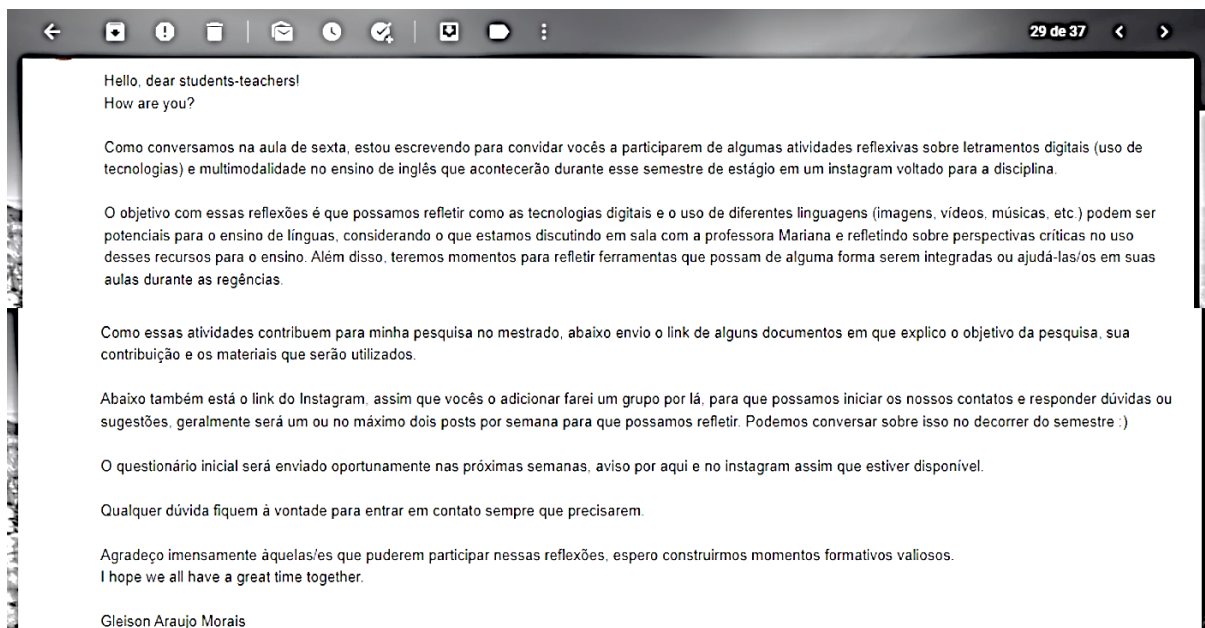 29 de 37
Hello, dear students-teachers!
How are you?
Como conversamos na aula de sexta, estou escrevendo para convidar vocês a participarem de algumas atividades reflexivas sobre letramentos digitais (uso de
tecnologias) e multimodalidade no ensino de inglês que acontecerão durante esse semestre de estágio em um instagram voltado para a disciplina.
O objetivo com essas reflexões é que possamos refletir como as tecnologias digitais e o uso de diferentes linguagens (imagens, vídeos, músicas, etc.) podem ser
potenciais para o ensino de línguas, considerando o que estamos discutindo em sala com a professora Mariana e refletindo sobre perspectivas críticas no uso
desses recursos para o ensino. Além disso, teremos momentos para refletir ferramentas que possam de alguma forma serem integradas ou ajudá-las/os em suas
aulas durante as regências.
Como essas atividades contribuem para minha pesquisa no mestrado, abaixo envio o link de alguns documentos em que explico o objetivo da pesquisa, sua
contribuição e os materiais que serão utilizados.
Abaixo também está o link do Instagram, assim que vocês o adicionar farei um grupo por lá, para que possamos iniciar os nossos contatos e responder dúvidas ou
sugestões, geralmente será um ou no máximo dois posts por semana para que possamos refletir. Podemos conversar sobre isso no decorrer do semestre :)
O questionário inicial será enviado oportunamente nas próximas semanas, aviso por aqui e no instagram assim que estiver disponível.
Qualquer dúvida fiquem à vontade para entrar em contato sempre que precisarem.
Agradeço imensamente àquelas/es que puderem participar nessas reflexões, espero construirmos momentos formativos valiosos.
I hope we all have a great time together.
Gleison Araujo Morais